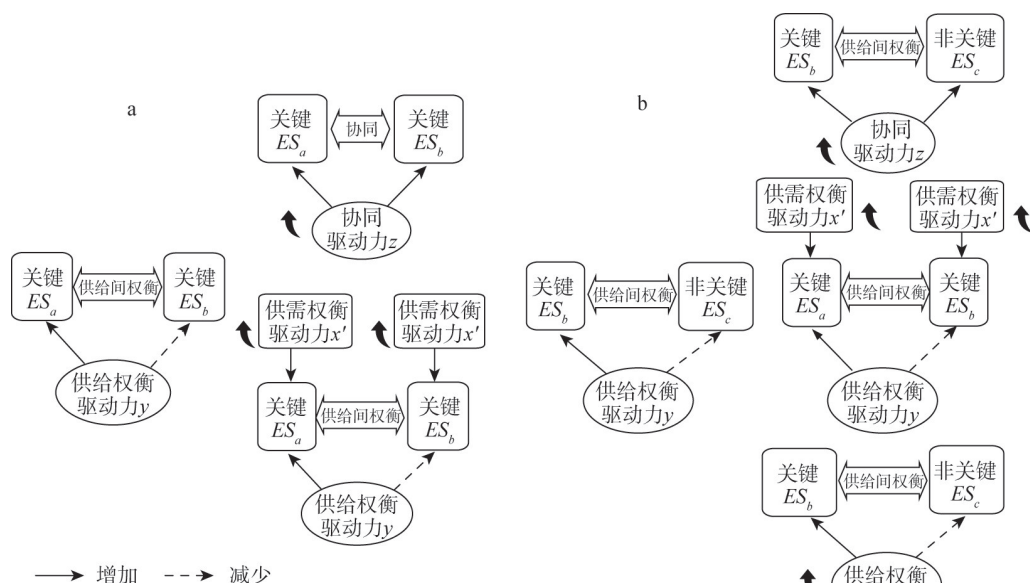 a
关键
ES_a
协同
关键
ES_b
协同
驱动力z
关键
ES_a
供给间权衡
关键
ES_b
供给权衡
驱动力y
供需权衡
驱动力x′
供需权衡
驱动力x′
关键
ES_a
供给间权衡
关键
ES_b
供给权衡
驱动力y
增加
减少
b
关键
ES_b
供给间权衡
非关键
ES_c
协同
驱动力z
供需权衡
驱动力x′
供需权衡
驱动力x′
关键
ES_b
供给间权衡
非关键
ES_c
供给权衡
驱动力y
关键
ES_a
供给间权衡
关键
ES_b
供给权衡
驱动力y
关键
ES_b
供给间权衡
非关键
ES_c
供给权衡